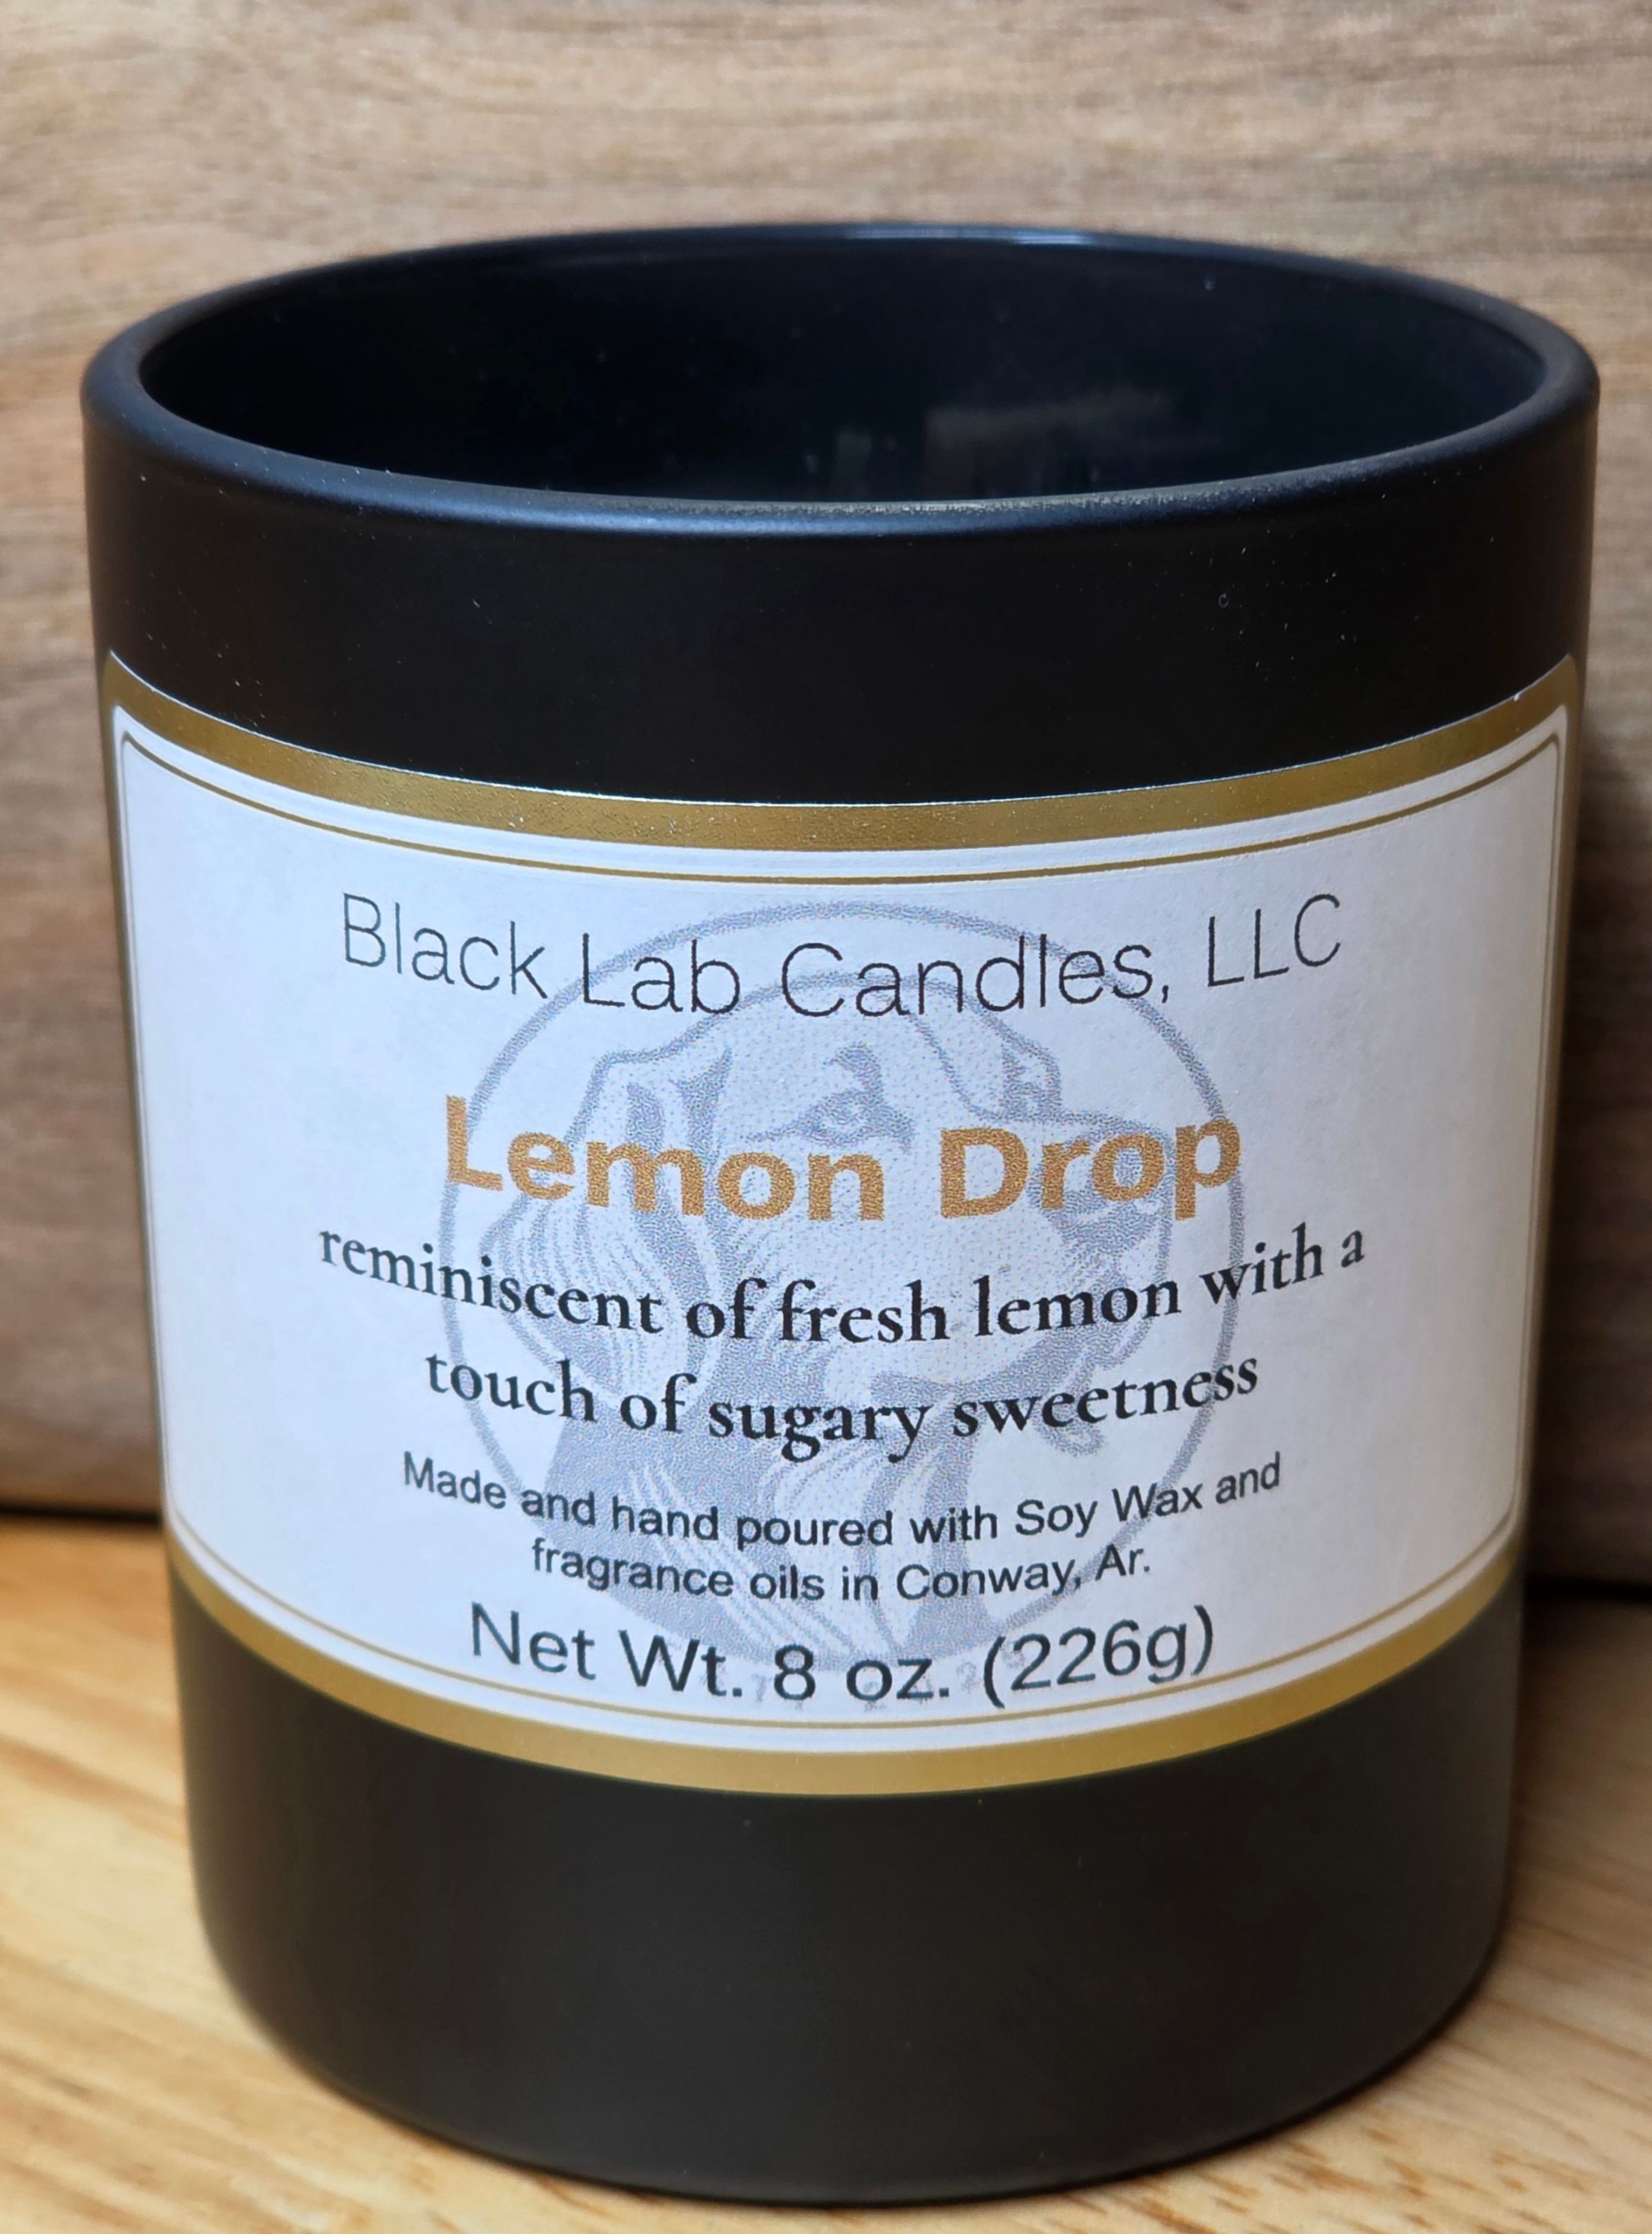 Black Lab Candles, LLC
Lemon Drop
reminiscent of fresh lemon with a
touch of sugary sweetness
Made and hand poured with Soy Wax and
fragrance oils in Conway, Ar.
Net Wt. 8 oz. (226g)